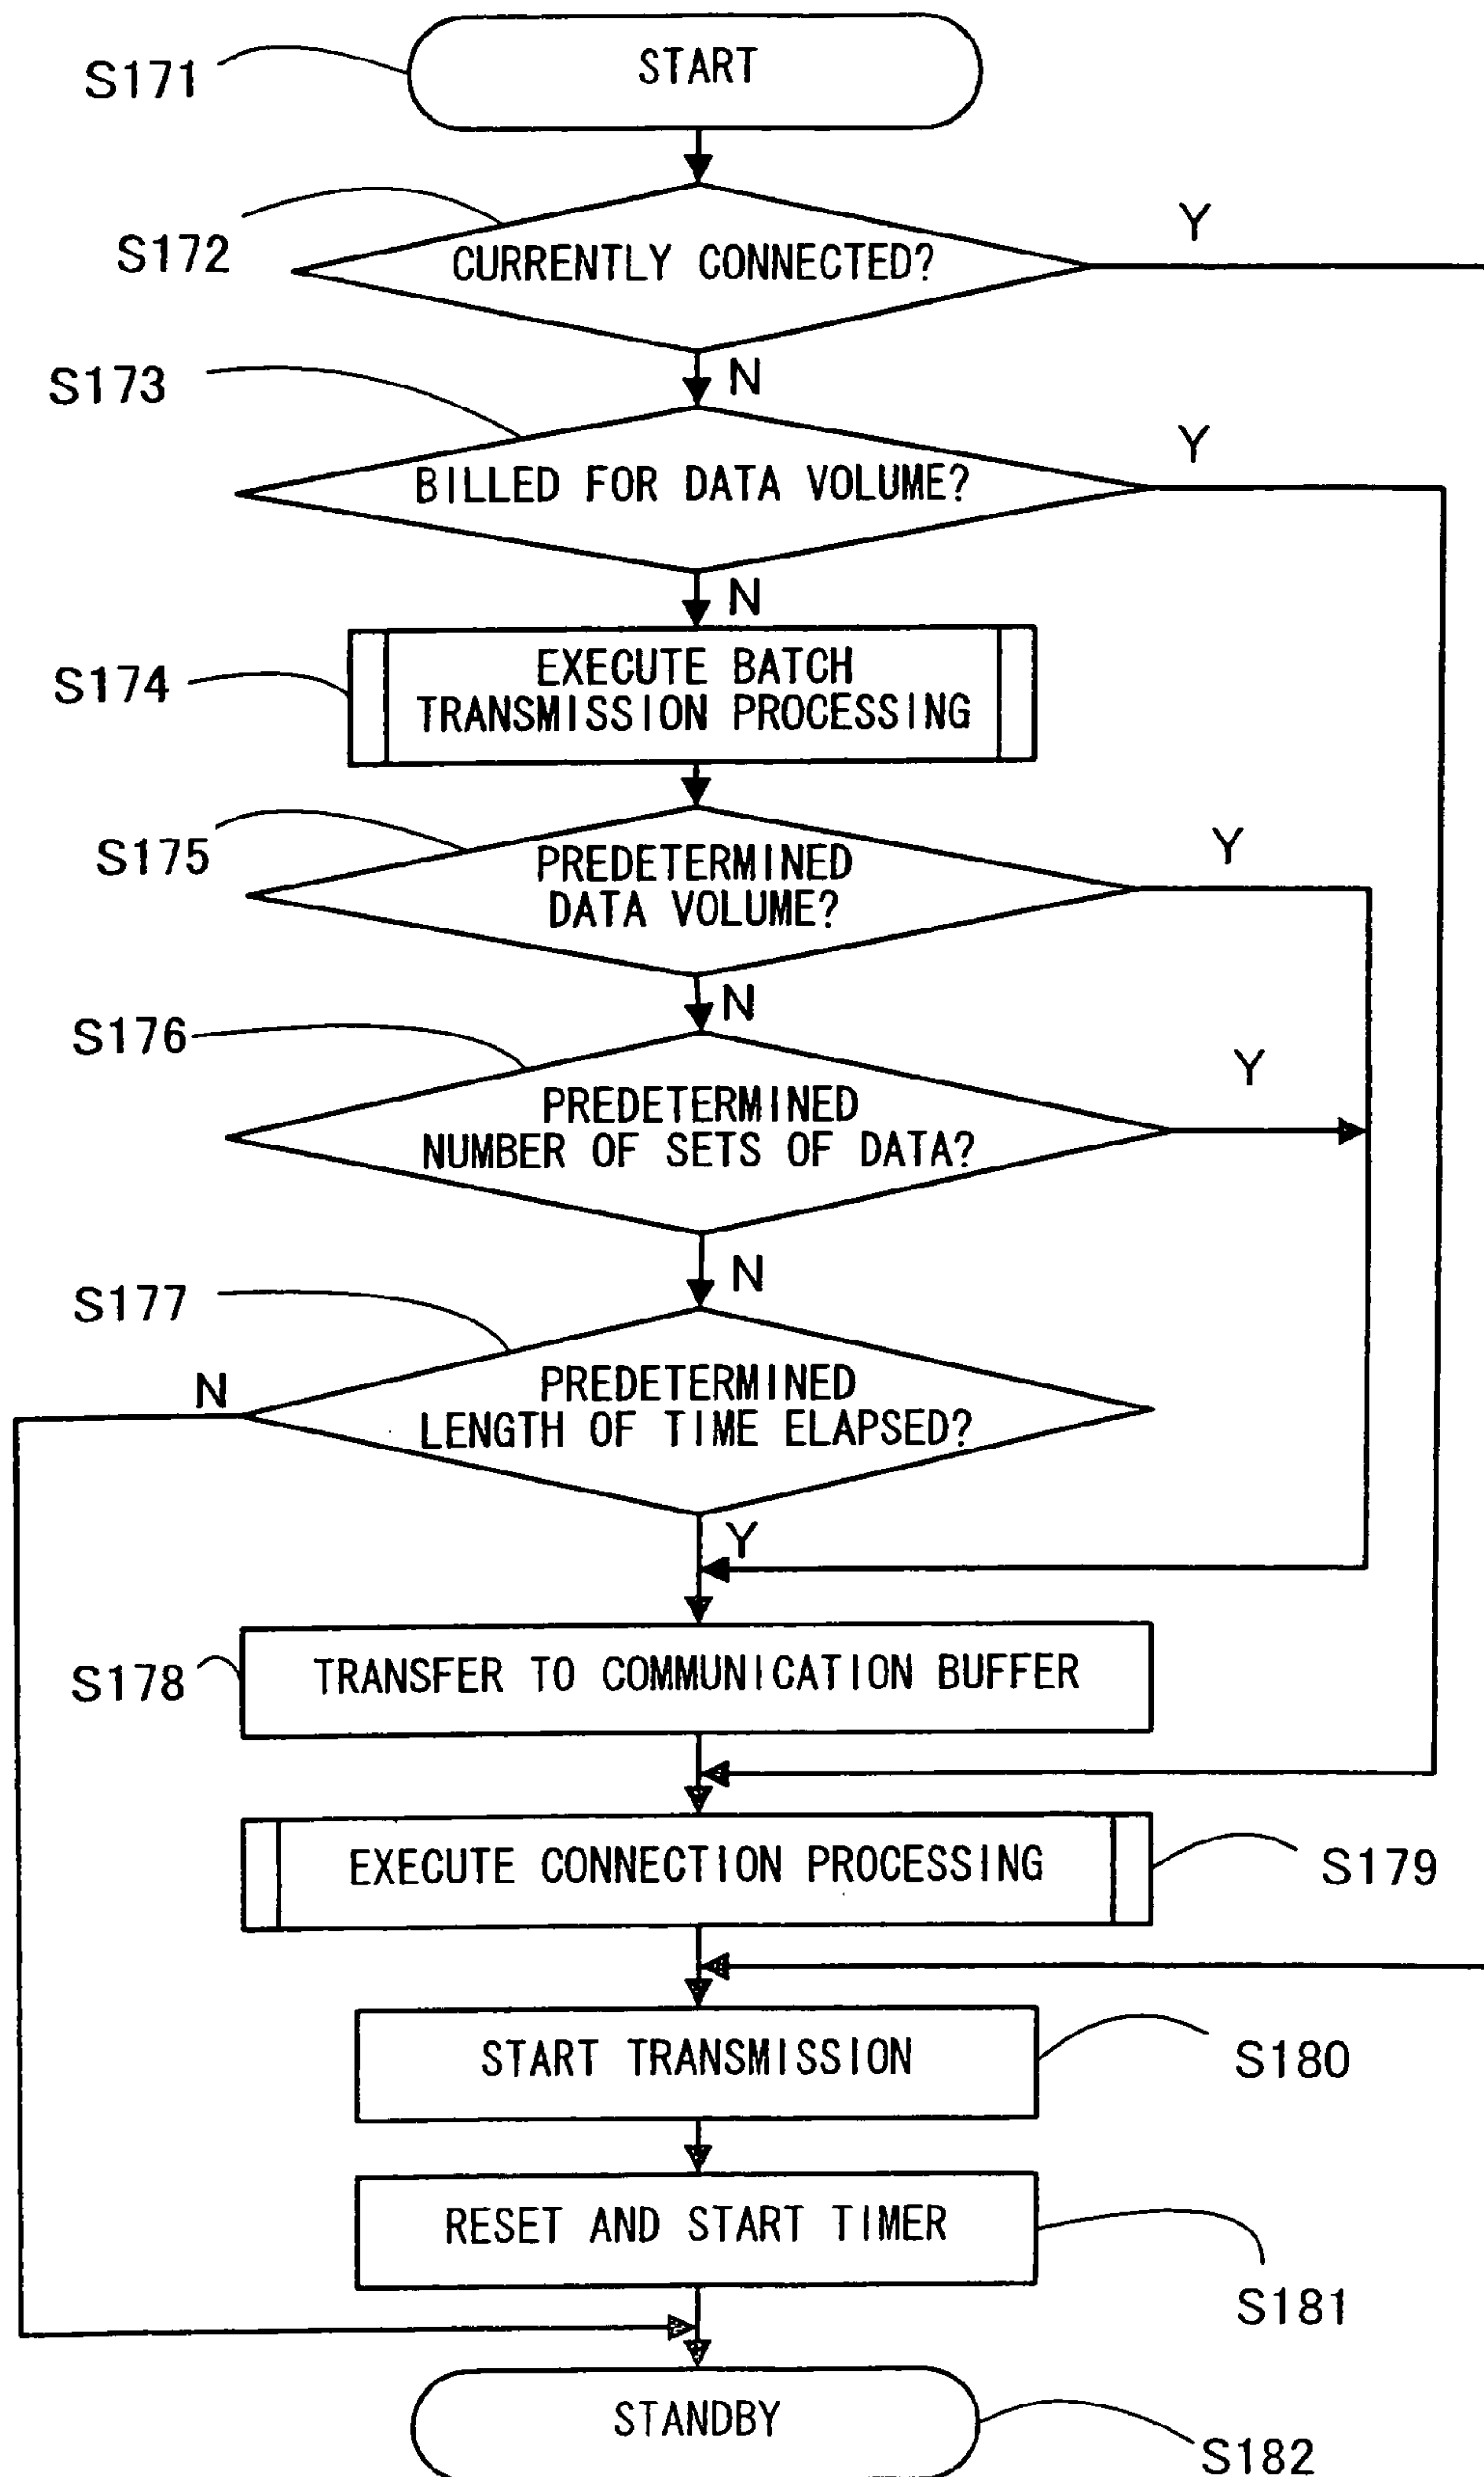 START
S171
S172
CURRENTLY CONNECTED?
Y
N
S173
BILLED FOR DATA VOLUME?
Y
N
S174
EXECUTE BATCH
TRANSMISSION PROCESSING
S175
PREDETERMINED
DATA VOLUME?
Y
N
S176
PREDETERMINED
NUMBER OF SETS OF DATA?
Y
N
S177
PREDETERMINED
LENGTH OF TIME ELAPSED?
N
Y
S178
TRANSFER TO COMMUNICATION BUFFER
EXECUTE CONNECTION PROCESSING
S179
START TRANSMISSION
S180
RESET AND START TIMER
S181
STANDBY
S182